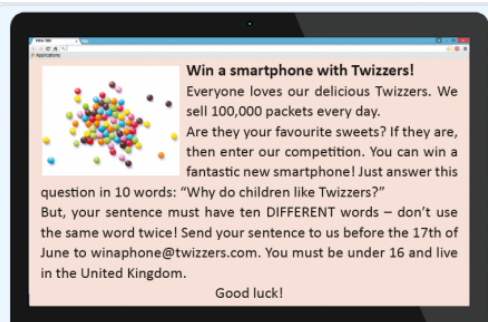 Applications
Win a smartphone with Twizzers!
Everyone loves our delicious Twizzers. We
sell 100,000 packets every day.
Are they your favourite sweets? If they are,
then enter our competition. You can win a
fantastic new smartphone! Just answer this
question in 10 words: “Why do children like Twizzers?”
But, your sentence must have ten DIFFERENT words – don’t use
the same word twice! Send your sentence to us before the 17th of
June to winaphone@twizzers.com. You must be under 16 and live
in the United Kingdom.
Good luck!